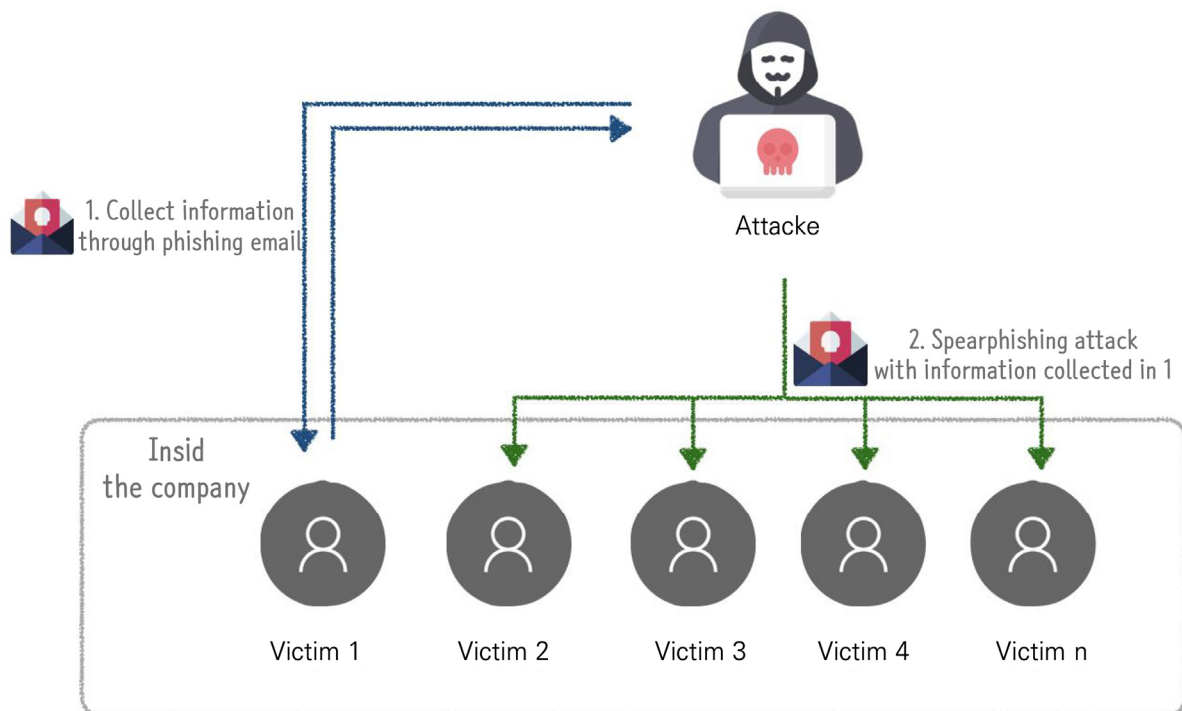 Attacke
1. Collect information
through phishing email
2. Spearphishing attack
with information collected in 1
Insid
the company
Victim 1
Victim 2
Victim 3
Victim 4
Victim n